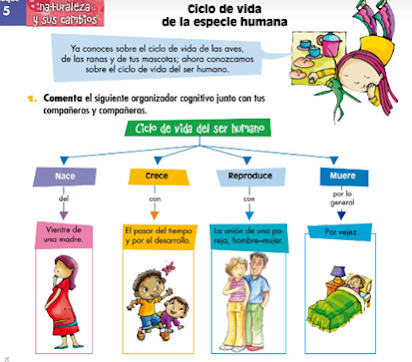 5
naturaleza
y sus cambios
Ciclo de vida
de la especie humana
Ya conoces sobre el ciclo de vida de las aves,
de las ranas y de tus mascotas; ahora conozcamos
sobre el ciclo de vida del ser humano.
1. Comenta el siguiente organizador cognitivo junto con tus
compañeros y compañeras.
Ciclo de vida del ser humano
Nace
Crece
Reproduce
Muere
del
con
con
por lo
general
Vientre de
una madre.
El pasar del tiempo
y por el desarrollo.
La unión de una pa-
reja, hombre-mujer.
Por vejez.